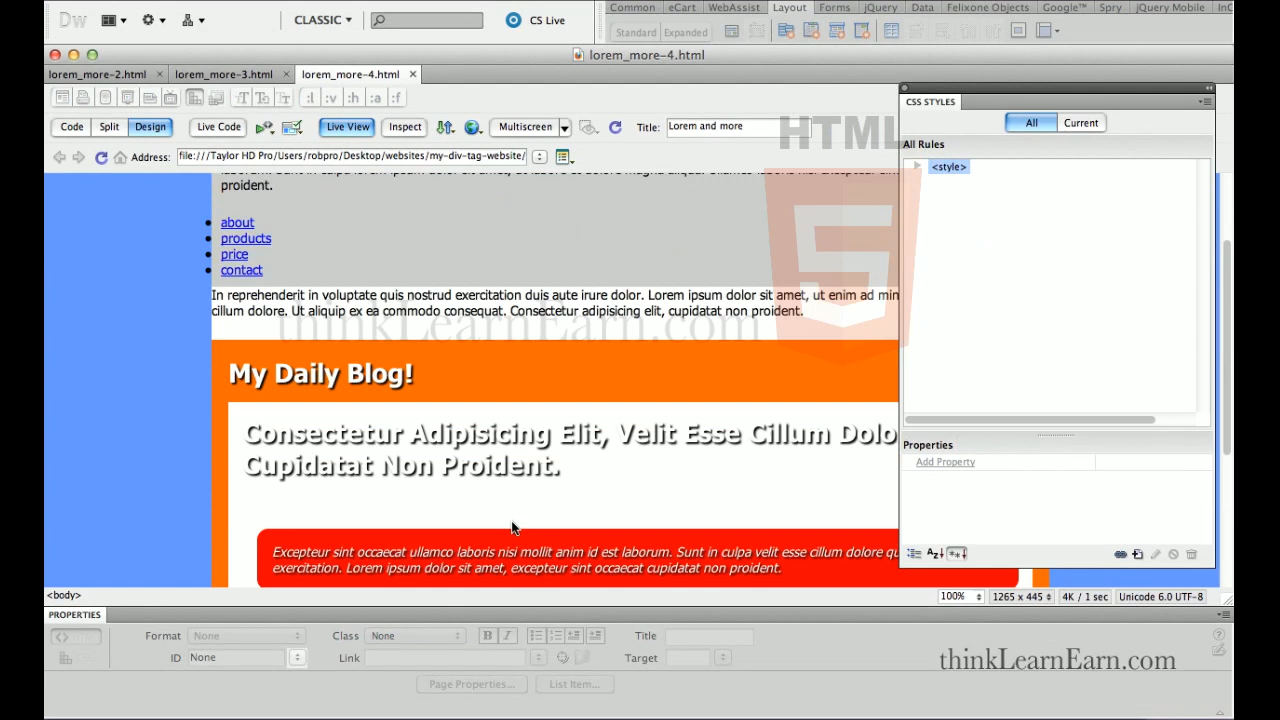 Dw CLASSIC CS Live
Common eCart WebAssist Layout Forms jQuery Data Felixone Objects Google™ Spry jQuery Mobile InC
Standard Expanded
lorem_more-4.html
lorem_more-2.html lorem_more-3.html lorem_more-4.html
CSS STYLES
Code Split Design Live Code Live View Inspect Multiscreen Title: Lorem and more
All Current
HTML
All Rules
Address: file:///Taylor HD Pro/Users/robpro/Desktop/websites/my-div-tag-website/
<style>
proident.
about
products
price
contact
In reprehenderit in voluptate quis nostrud exercitation duis aute irure dolor. Lorem ipsum dolor sit amet, ut enim ad min
cillum dolore. Ut aliquip ex ea commodo consequat. Consectetur adipisicing elit, cupidatat non proident.
thinkLearnEarn.com
My Daily Blog!
Consectetur Adipisicing Elit, Velit Esse Cillum Dolo
Cupidatat Non Proident.
Properties
Add Property
Excepteur sint occaecat ullamco laboris nisi mollit anim id est laborum. Sunt in culpa velit esse cillum dolore qu
exercitation. Lorem ipsum dolor sit amet, excepteur sint occaecat cupidatat non proident.
<body> 100% 1265 x 445 4K / 1 sec Unicode 6.0 UTF-8
PROPERTIES
Format None Class None B I Title
ID None Link Target
Page Properties... List Item...
thinkLearnEarn.com